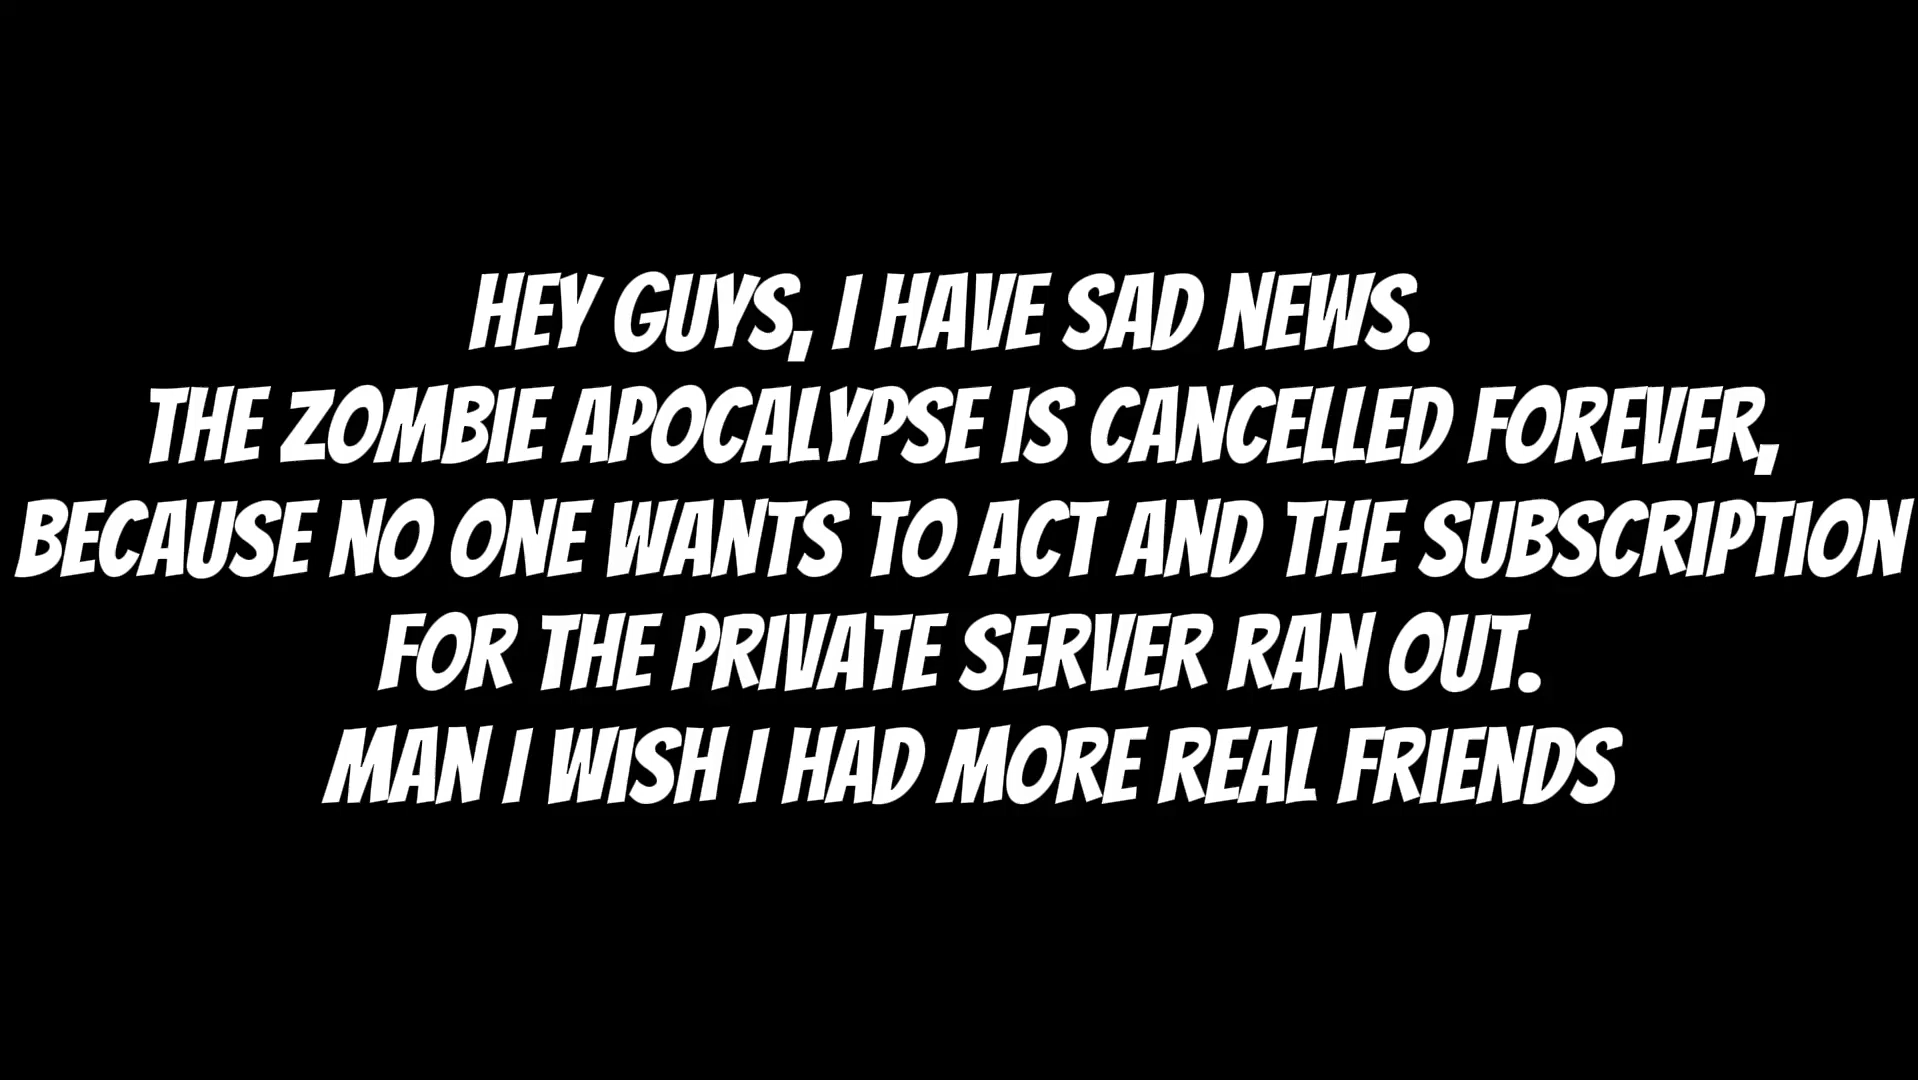 HEY GUYS, I HAVE SAD NEWS.
THE ZOMBIE APOCALYPSE IS CANCELLED FOREVER,
BECAUSE NO ONE WANTS TO ACT AND THE SUBSCRIPTION
FOR THE PRIVATE SERVER RAN OUT.
MAN I WISH I HAD MORE REAL FRIENDS